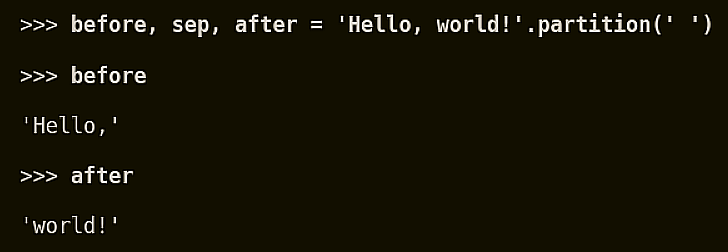 >>> before, sep, after = 'Hello, world!'.partition(' ')
>>> before
'Hello,'
>>> after
'world!'